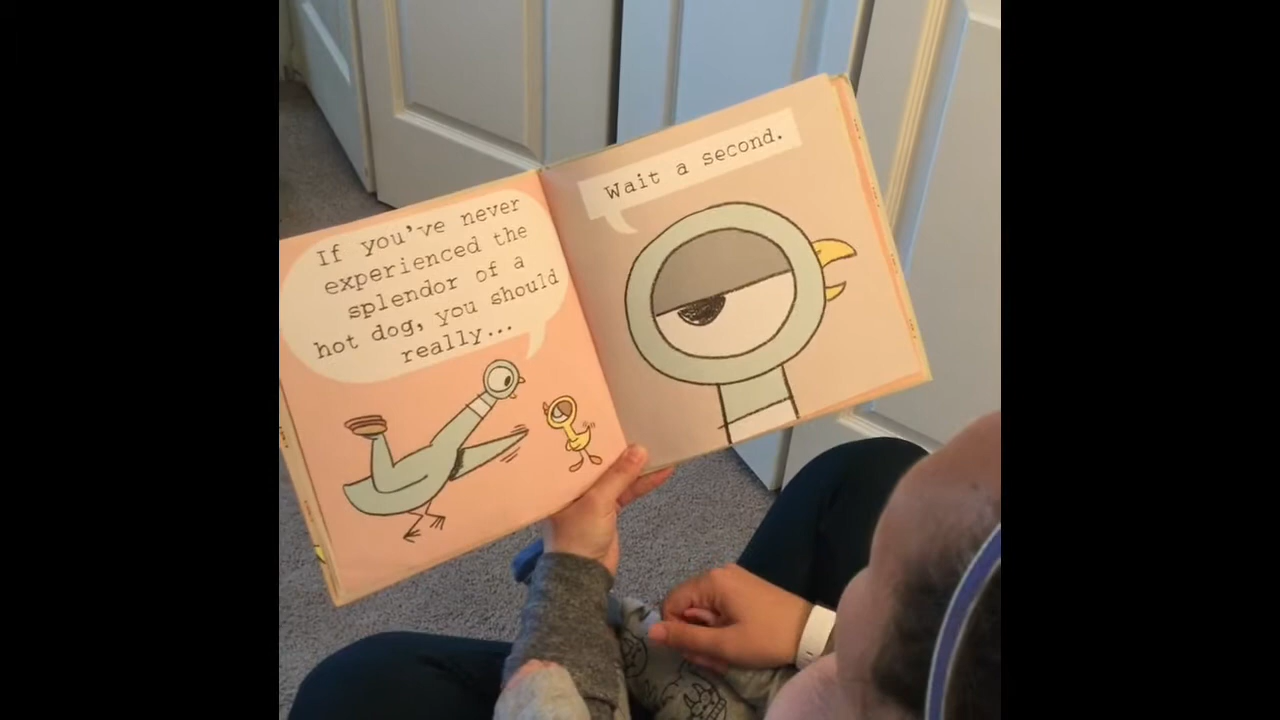 If you've never
experienced the
splendor of a
hot dog, you should
really...
Wait a second.